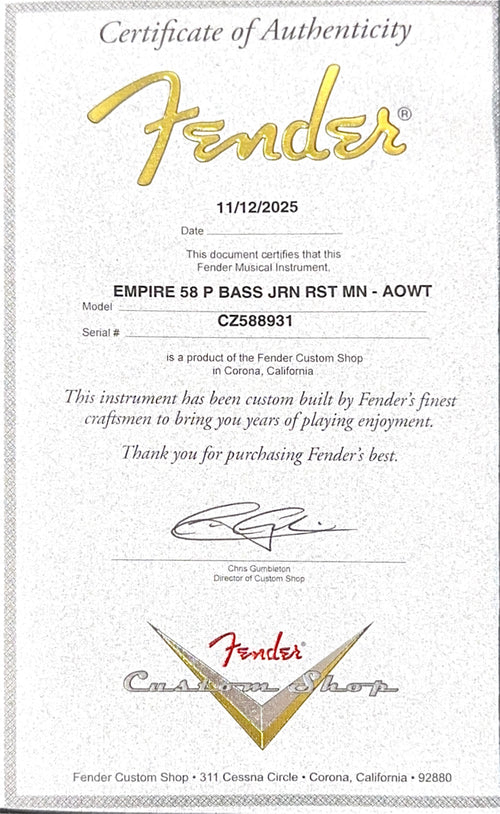 Certificate of Authenticity
Fender®
11/12/2025
Date
This document certifies that this
Fender Musical Instrument,
EMPIRE 58 P BASS JRN RST MN - AOWT
Model
CZ588931
Serial #
is a product of the Fender Custom Shop
in Corona, California
This instrument has been custom built by Fender's finest
craftsmen to bring you years of playing enjoyment.
Thank you for purchasing Fender's best.
Chris Gumbleton
Director of Custom Shop
Fender®
Custom Shop
Fender Custom Shop • 311 Cessna Circle • Corona, California • 92880